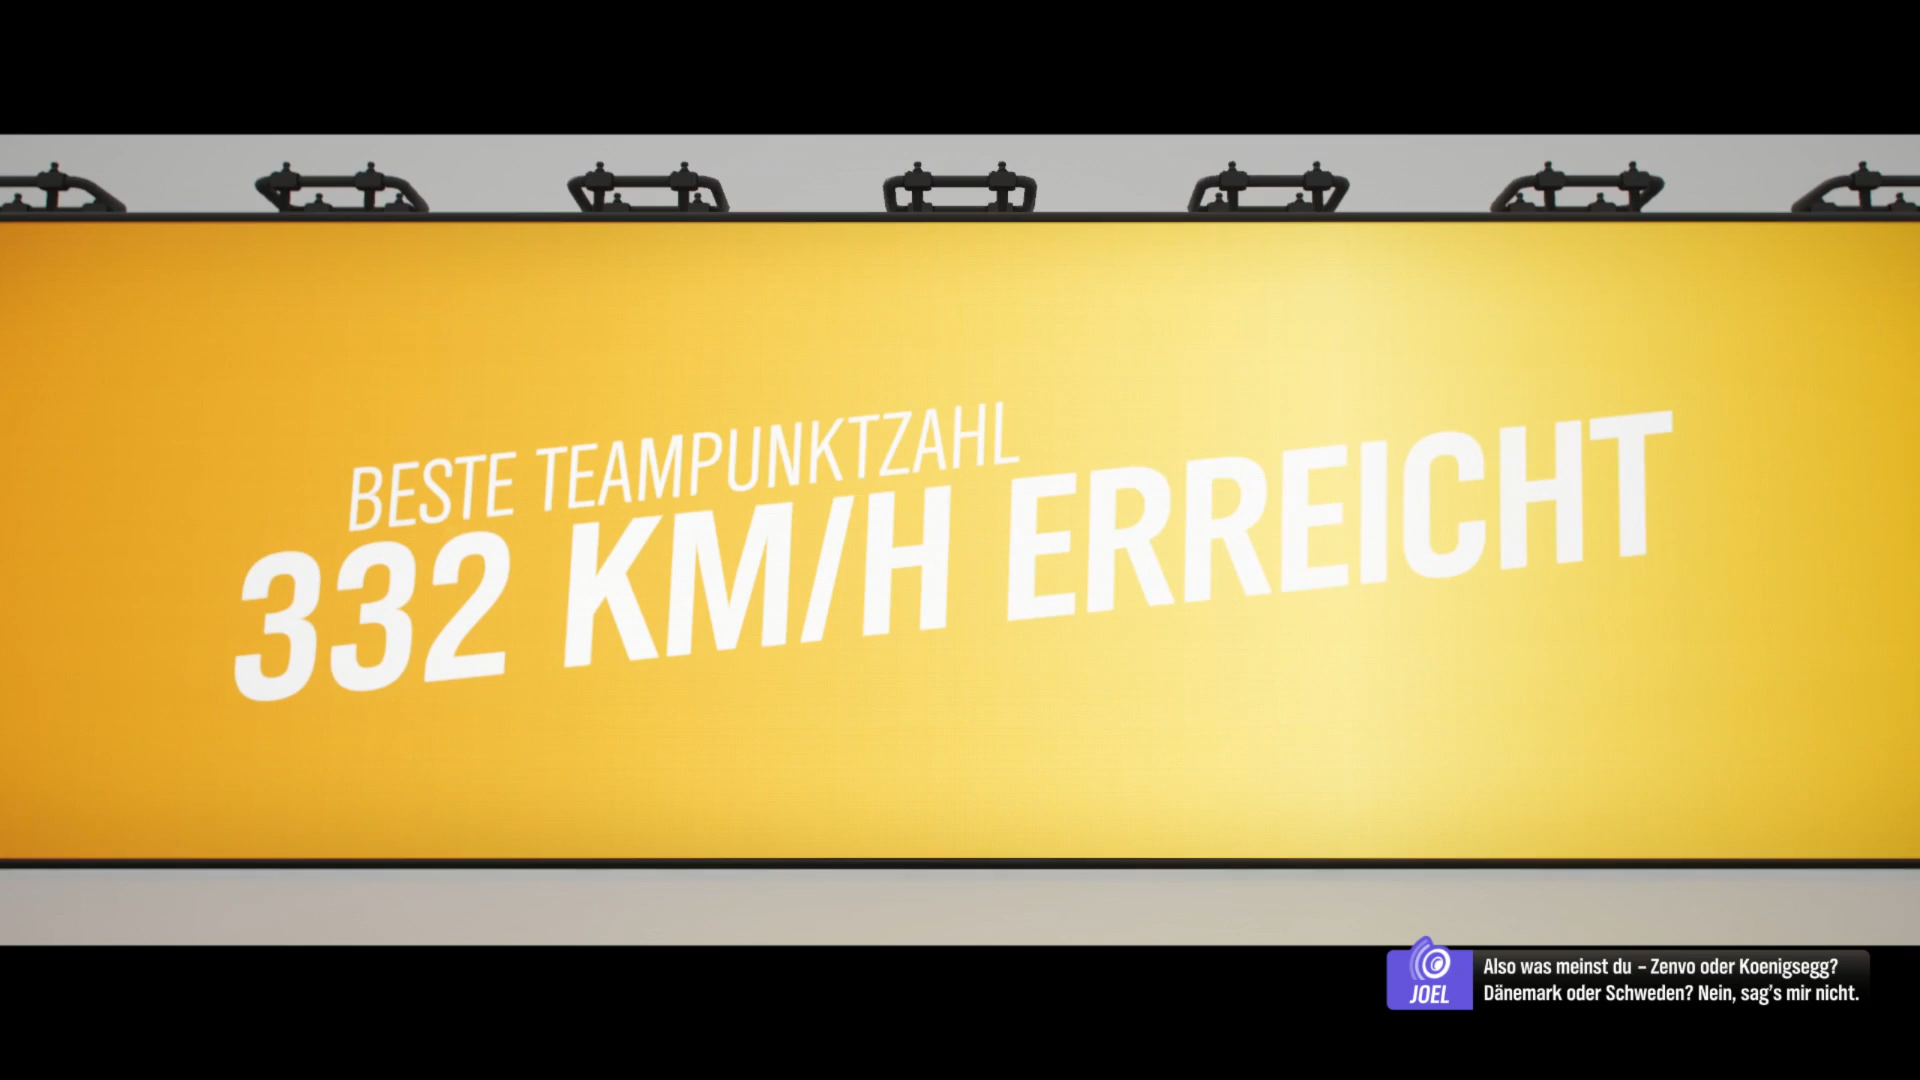 BESTE TEAMPUNKTZAHL
332 KM/H ERREICHT
JOEL
Also was meinst du – Zenvo oder Koenigsegg?
Dänemark oder Schweden? Nein, sag's mir nicht.